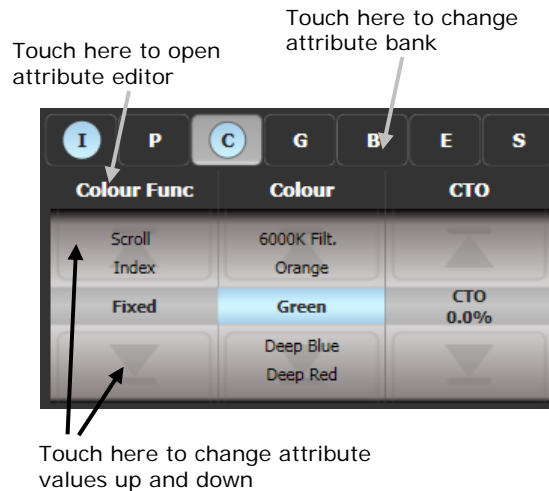 Touch here to change
attribute bank
Touch here to open
attribute editor
I P C G B E S
Colour Func Colour CTO
Scroll 6000K Filt.
Index Orange
Fixed Green CTO
0.0%
Deep Blue
Deep Red
Touch here to change attribute
values up and down